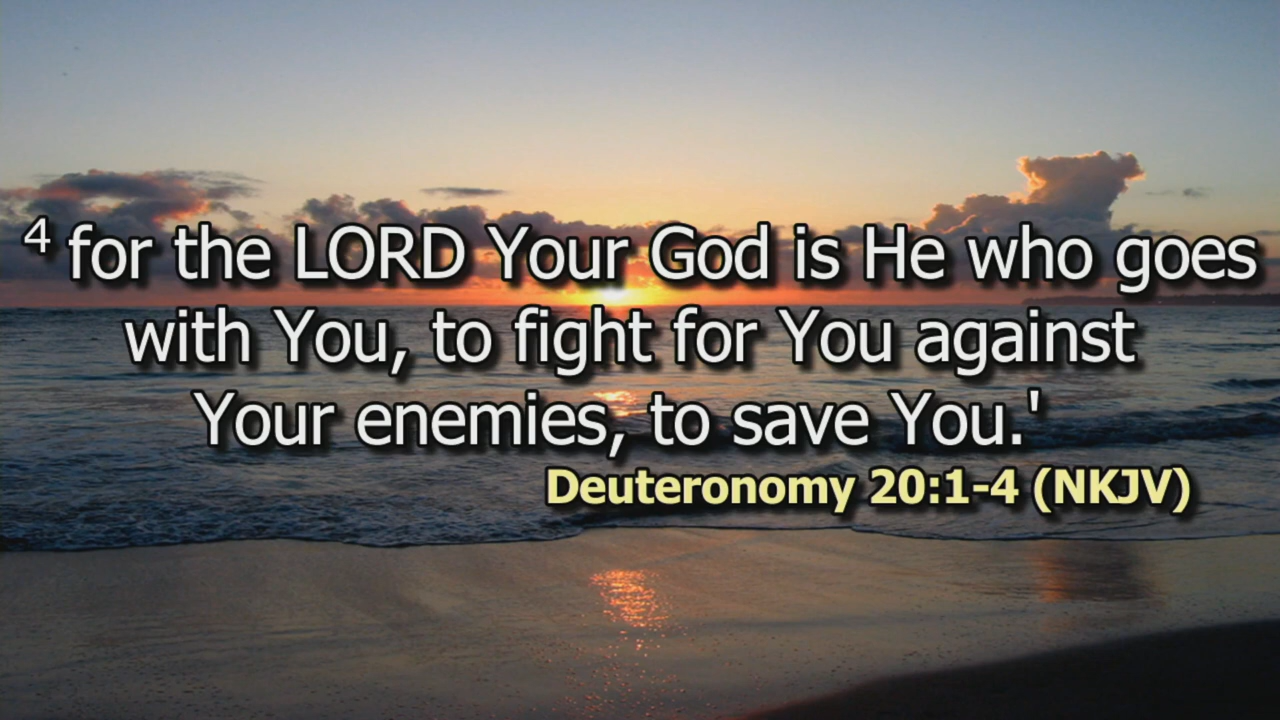 4 for the LORD Your God is He who goes
with You, to fight for You against
Your enemies, to save You.'
Deuteronomy 20:1-4 (NKJV)